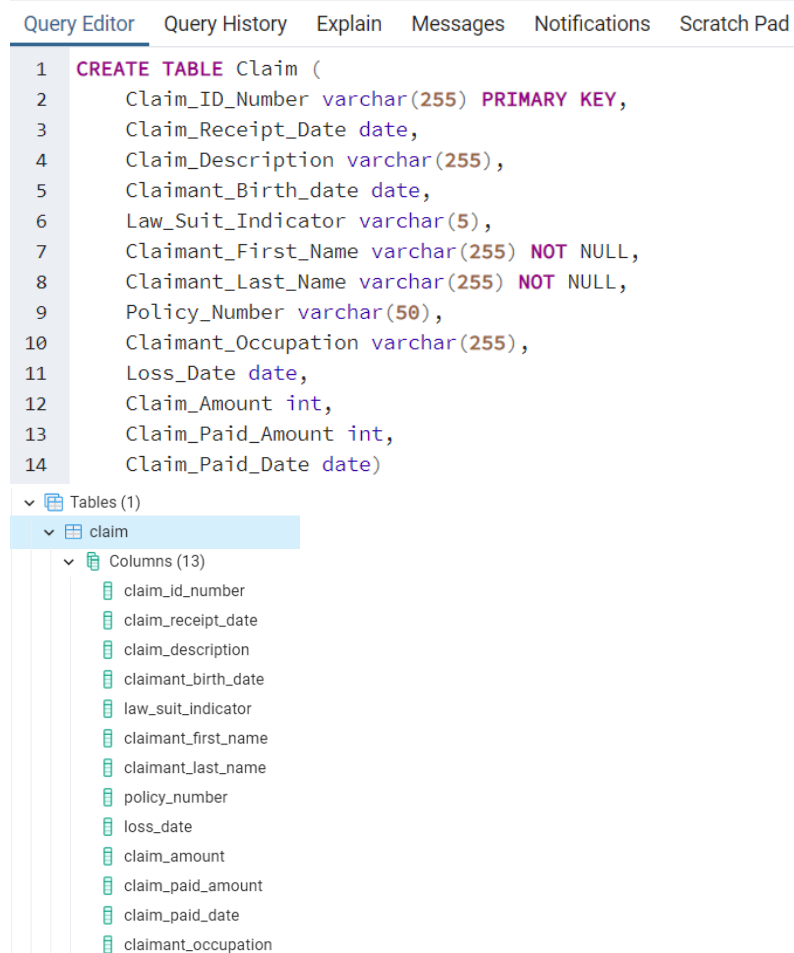 Query Editor Query History Explain Messages Notifications Scratch Pad
1 CREATE TABLE Claim (
2 Claim_ID_Number varchar(255) PRIMARY KEY,
3 Claim_Receipt_Date date,
4 Claim_Description varchar(255),
5 Claimant_Birth_date date,
6 Law_Suit_Indicator varchar(5),
7 Claimant_First_Name varchar(255) NOT NULL,
8 Claimant_Last_Name varchar(255) NOT NULL,
9 Policy_Number varchar(50),
10 Claimant_Occupation varchar(255),
11 Loss_Date date,
12 Claim_Amount int,
13 Claim_Paid_Amount int,
14 Claim_Paid_Date date)
Tables (1)
claim
Columns (13)
claim_id_number
claim_receipt_date
claim_description
claimant_birth_date
law_suit_indicator
claimant_first_name
claimant_last_name
policy_number
loss_date
claim_amount
claim_paid_amount
claim_paid_date
claimant_occupation